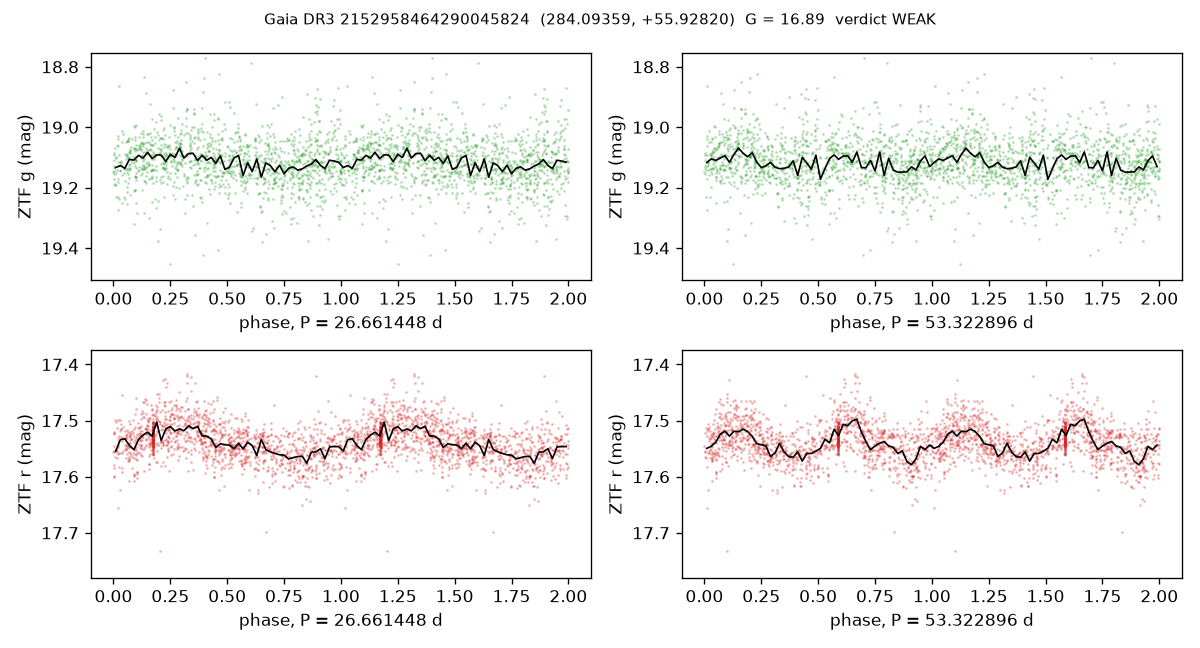 Gaia DR3 2152958464290045824  (284.09359, +55.92820)  G = 16.89  verdict WEAK
18.8
19.0
19.2
19.4
ZTF g (mag)
0.00 0.25 0.50 0.75 1.00 1.25 1.50 1.75 2.00
phase, P = 26.661448 d
18.8
19.0
19.2
19.4
ZTF g (mag)
0.00 0.25 0.50 0.75 1.00 1.25 1.50 1.75 2.00
phase, P = 53.322896 d
17.4
17.5
17.6
17.7
ZTF r (mag)
0.00 0.25 0.50 0.75 1.00 1.25 1.50 1.75 2.00
phase, P = 26.661448 d
17.4
17.5
17.6
17.7
ZTF r (mag)
0.00 0.25 0.50 0.75 1.00 1.25 1.50 1.75 2.00
phase, P = 53.322896 d